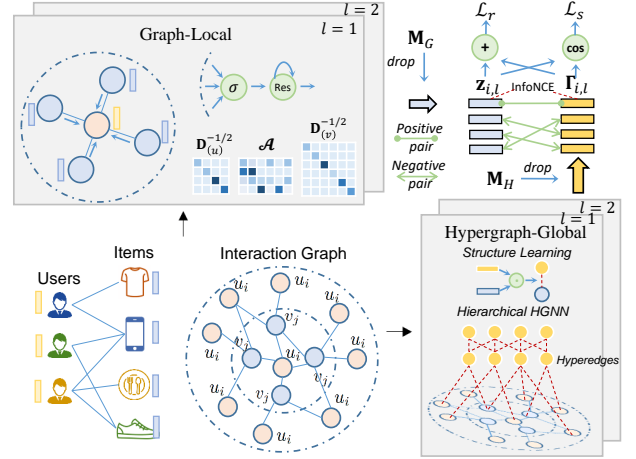 l = 2
l = 1
Graph-Local
σ
Res
D_{(u)}^{-1/2}
𝓐
D_{(v)}^{-1/2}
M_G
drop
L_r
L_s
+
cos
z_{i,l}
InfoNCE
Γ_{i,l}
Positive
pair
Negative
pair
M_H
drop
Users
Items
Interaction Graph
u_i
u_i
u_i
u_i
v_j
v_j
u_i
v_j
u_i
u_i
v_j
u_i
u_i
l = 2
l = 1
Hypergraph-Global
Structure Learning
Hierarchical HGNN
Hyperedges